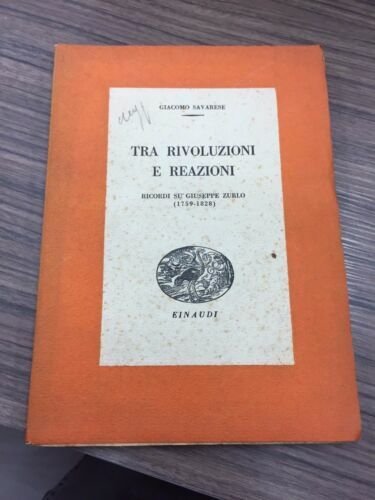 GIACOMO SAVARESE
TRA RIVOLUZIONI
E REAZIONI
RICORDI SU GIUSEPPE ZURLO
(1759-1828)
EINAUDI